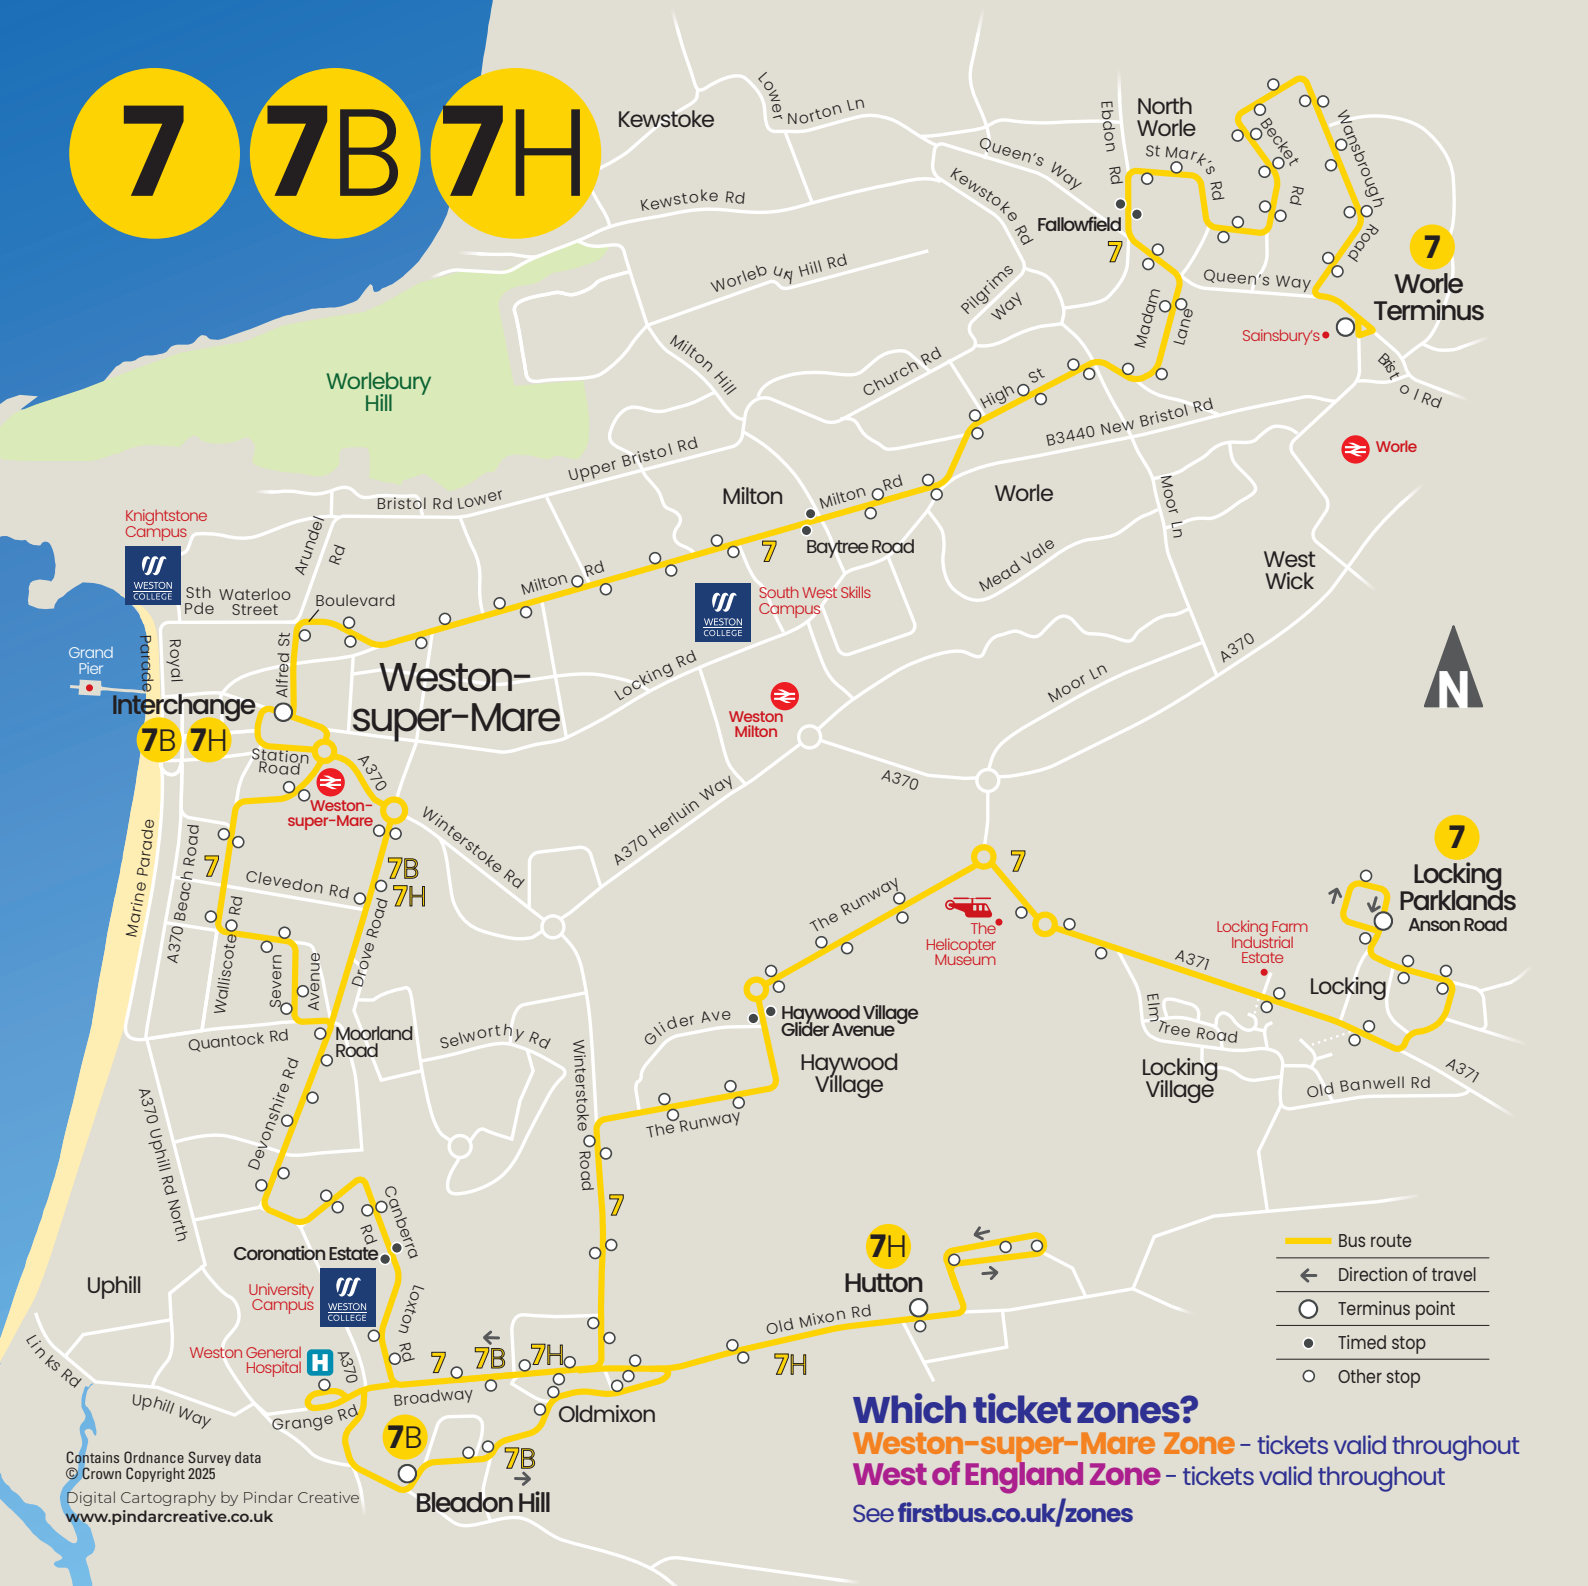 7 7B 7H
Kewstoke
Lower
Norton Ln
Kewstoke Rd
Queen's Way
Kewstoke Rd
Ebdon Rd
North
Worle
St Mark's Rd
Becket Rd
Wansbrough Road
Fallowfield
7
7
Worle
Terminus
Queen's Way
Sainsbury's
Bristol Rd
Worlebury Hill Rd
Pilgrims
Way
Madam
Lane
Milton Hill
Church Rd
High St
B3440 New Bristol Rd
Worle
Worlebury
Hill
Upper Bristol Rd
Bristol Rd Lower
Milton
Milton Rd
Worle
Moor Ln
Baytree Road
7
Mead Vale
West
Wick
Knightstone
Campus
WESTON
COLLEGE
Arundel
Rd
Sth
Pde
Waterloo
Street
Boulevard
Milton Rd
South West Skills
Campus
WESTON
COLLEGE
Grand
Pier
Royal
Parade
Alfred St
Interchange
7B 7H
Weston-
super-Mare
Locking Rd
Weston
Milton
Moor Ln
A370
A370
N
Station
Road
A370
Weston-
super-Mare
Winterstoke Rd
A370 Herluin Way
Marine Parade
A370 Beach Road
7
Clevedon Rd
7B
7H
Walliscote Rd
Severn
Avenue
Drove Road
The Runway
7
The
Helicopter
Museum
7
Locking
Parklands
Anson Road
Locking Farm
Industrial
Estate
A371
Locking
Haywood Village
Glider Avenue
Glider Ave
Haywood
Village
Elm Tree Road
Locking
Village
Old Banwell Rd
A371
Quantock Rd
Moorland
Road
Selworthy Rd
Winterstoke Road
The Runway
Devonshire Rd
A370 Uphill Rd North
Canberra
Rd
7
Coronation Estate
University
Campus
WESTON
COLLEGE
Loxton Rd
Uphill
Links Rd
Weston General
Hospital
H
A370
Uphill Way
Grange Rd
Broadway
7
7B
7H
Old Mixon Rd
7H
7H
Hutton
Oldmixon
7B
7B
Bleadon Hill
Bus route
Direction of travel
Terminus point
Timed stop
Other stop
Which ticket zones?
Weston-super-Mare Zone - tickets valid throughout
West of England Zone - tickets valid throughout
See firstbus.co.uk/zones
Contains Ordnance Survey data
© Crown Copyright 2025
Digital Cartography by Pindar Creative
www.pindarcreative.co.uk